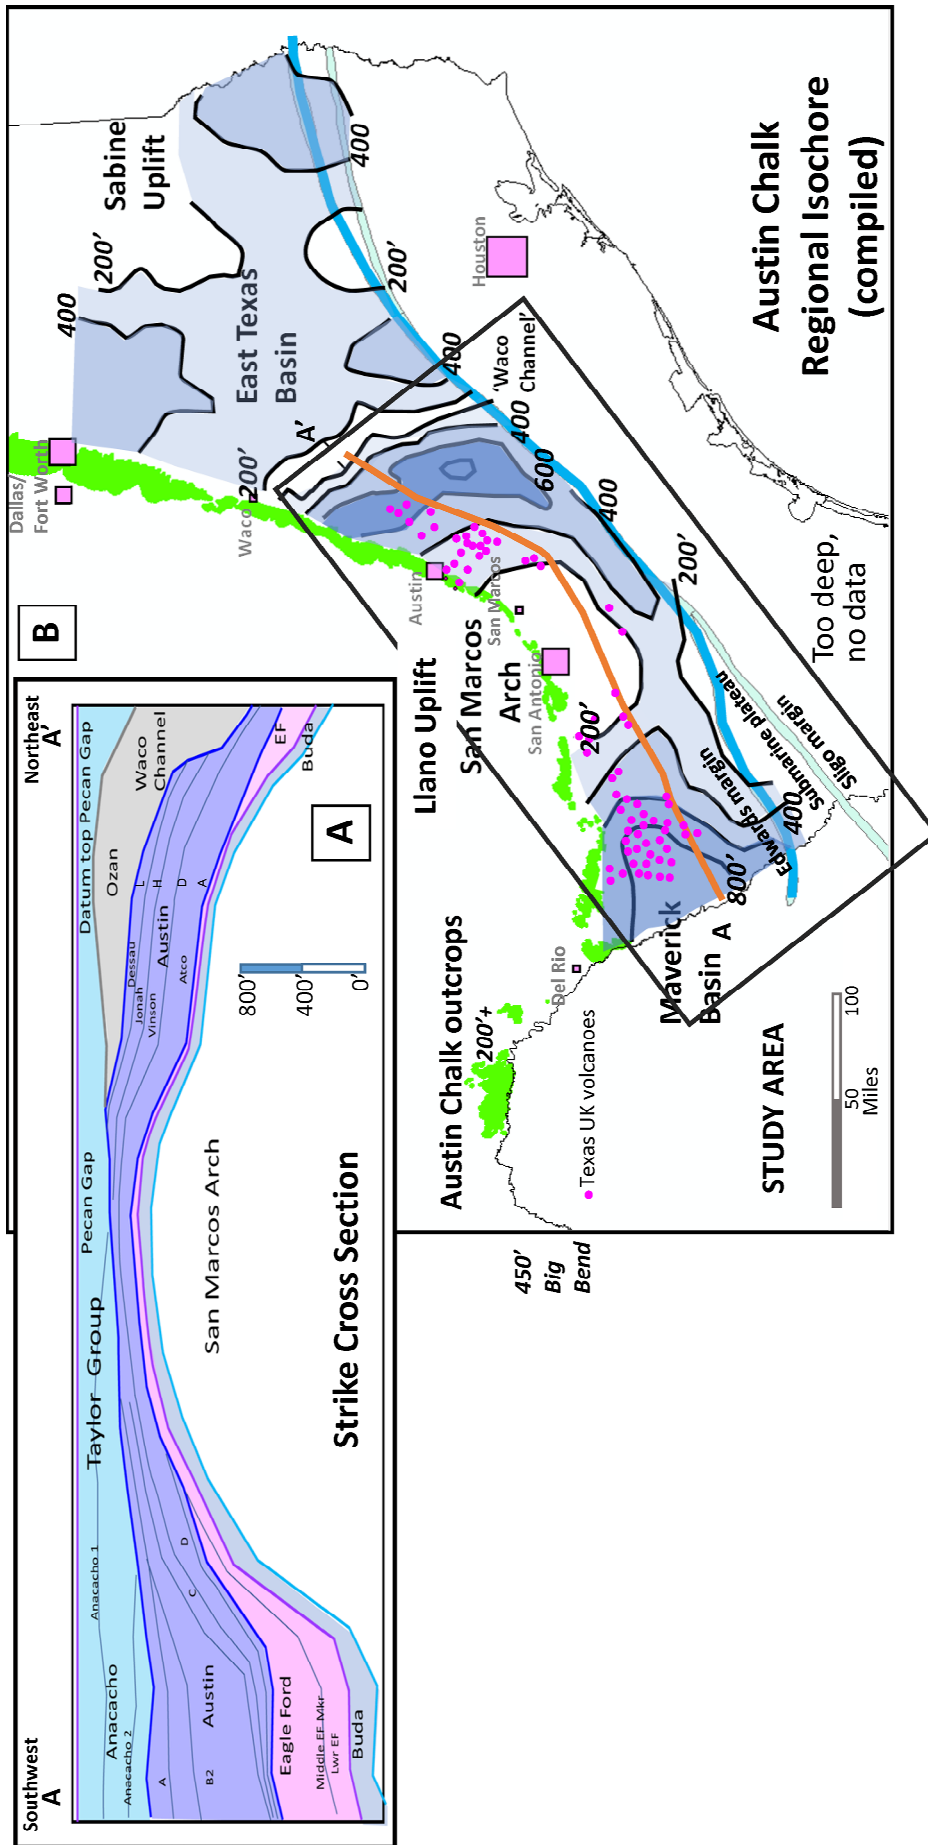 Southwest
A
Northeast
A'
Datum top Pecan Gap
Pecan Gap
Taylor Group
Anacacho 1
Anacacho
Anacacho 2
Ozan
Waco
Channel
Dessau
Jonah
Vinson
Austin
Atco
L
H
D
A
EF
Buda
A
B2
Austin
C
D
Eagle Ford
Middle EF Mkr
Lwr EF
Buda
San Marcos Arch
Strike Cross Section
800'
400'
0'
A
B
Dallas/
Fort Worth
400
200'
Sabine
Uplift
East Texas
Basin
400
200'
400
Waco
200'
A'
'Waco
Channel'
Houston
400
600
400
200'
Austin
San Marcos
Llano Uplift
San Marcos
Arch
San Antonio
200'
Austin Chalk outcrops
200'+
Del Rio
Maverick
Basin
A
800'
400
Edwards margin
Submarine plateau
Sligo margin
Too deep,
no data
Austin Chalk
Regional Isochore
(compiled)
450'
Big
Bend
Texas UK volcanoes
STUDY AREA
50
100
Miles